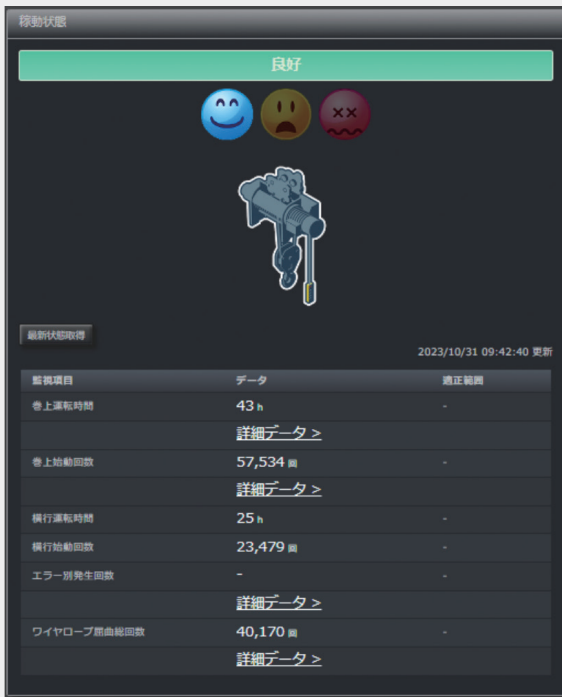 稼動状態
良好
最新状態取得
2023/10/31 09:42:40 更新
監視項目 データ 適正範囲
巻上運転時間 43 h -
詳細データ >
巻上始動回数 57,534 回 -
詳細データ >
横行運転時間 25 h -
横行始動回数 23,479 回 -
エラー別発生回数 - -
詳細データ >
ワイヤロープ屈曲総回数 40,170 回 -
詳細データ >